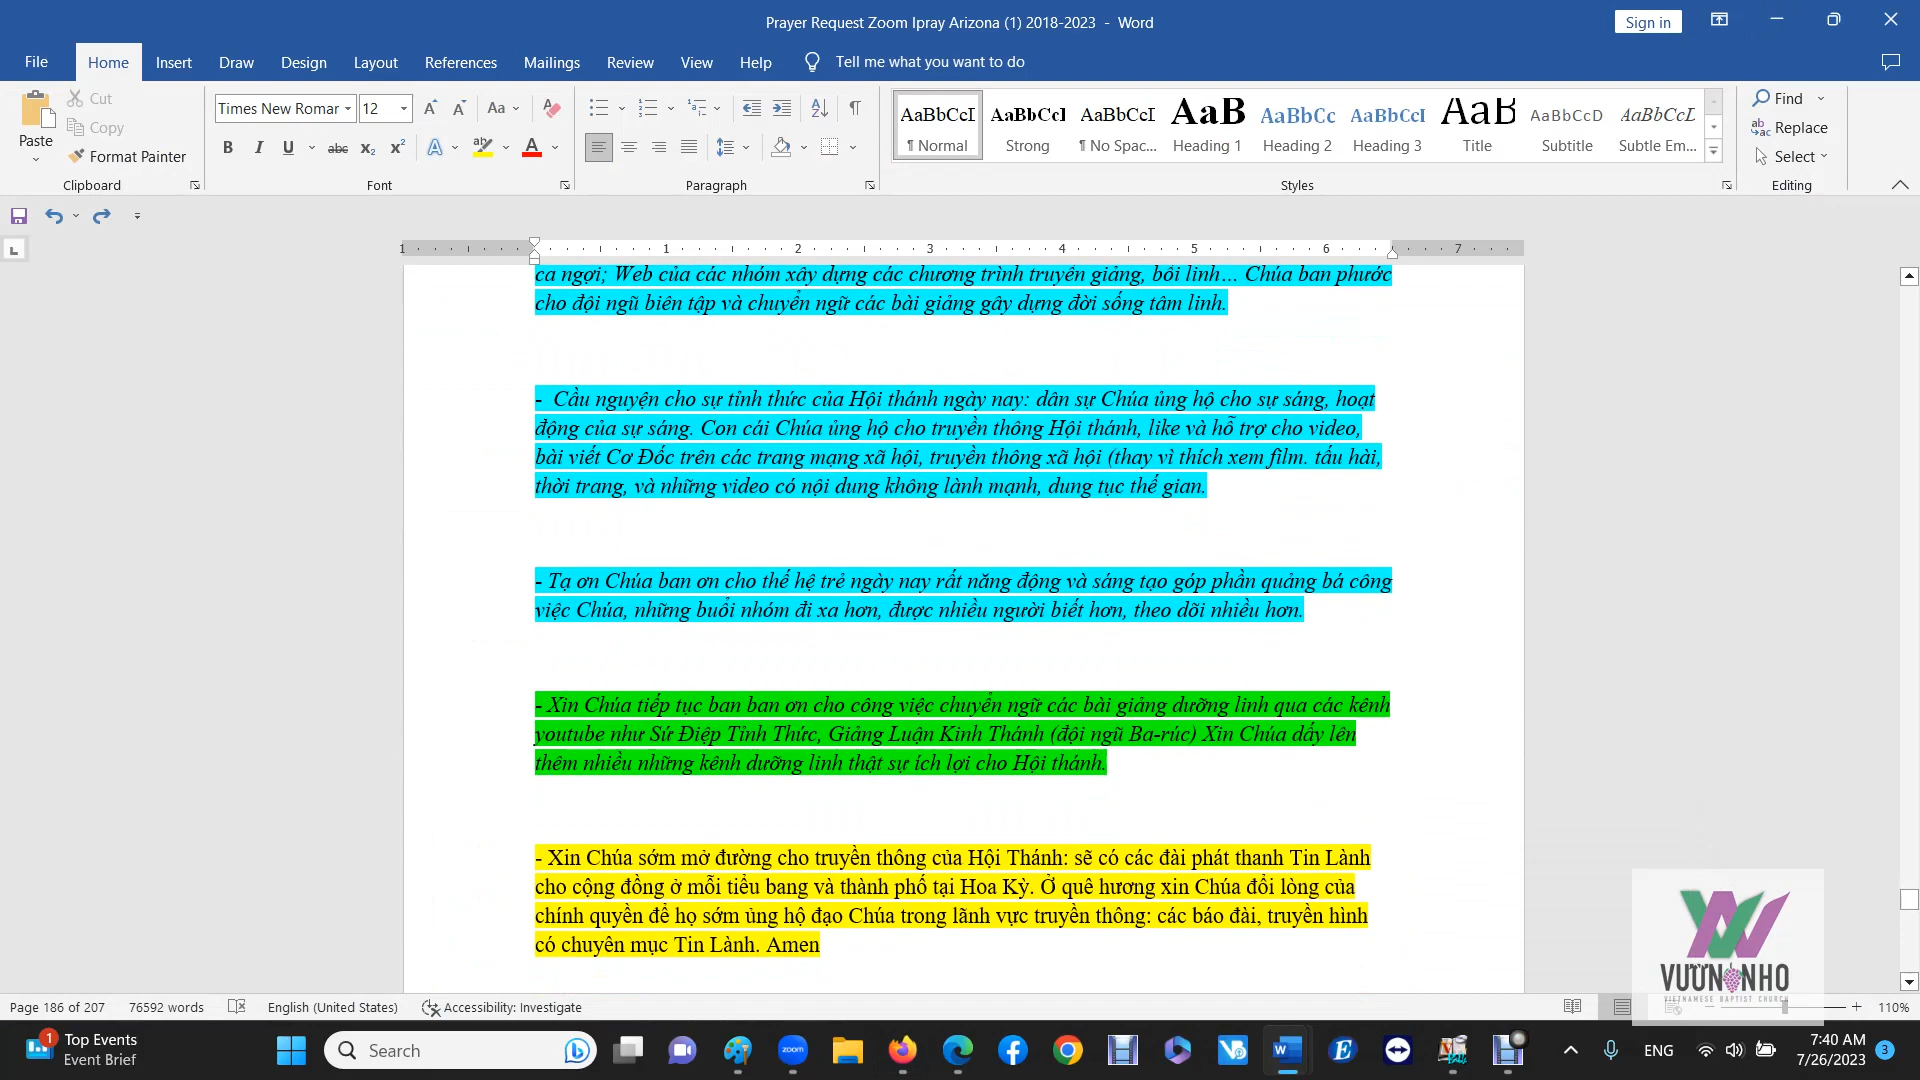 Prayer Request Zoom Ipray Arizona (1) 2018-2023 - Word
Sign in
File Home Insert Draw Design Layout References Mailings Review View Help Tell me what you want to do
Paste
Cut
Copy
Format Painter
Clipboard
Times New Romar 12
Font
Paragraph
AaBbCcI AaBbCcI AaBbCcI AaB AaBbCc AaBbCcI AaB AaBbCcD AaBbCcL
¶ Normal Strong ¶ No Spac... Heading 1 Heading 2 Heading 3 Title Subtitle Subtle Em...
Styles
Find
Replace
Select
Editing
1 1 2 3 4 5 6 7
ca ngợi; Web của các nhóm xây dựng các chương trình truyền giảng, bồi linh... Chúa ban phước
cho đội ngũ biên tập và chuyển ngữ các bài giảng gây dựng đời sống tâm linh.
- Cầu nguyện cho sự tỉnh thức của Hội thánh ngày nay: dân sự Chúa ủng hộ cho sự sáng, hoạt
động của sự sáng. Con cái Chúa ủng hộ cho truyền thông Hội thánh, like và hỗ trợ cho video,
bài viết Cơ Đốc trên các trang mạng xã hội, truyền thông xã hội (thay vì thích xem film. tấu hài,
thời trang, và những video có nội dung không lành mạnh, dung tục thế gian.
- Tạ ơn Chúa ban ơn cho thế hệ trẻ ngày nay rất năng động và sáng tạo góp phần quảng bá công
việc Chúa, những buổi nhóm đi xa hơn, được nhiều người biết hơn, theo dõi nhiều hơn.
- Xin Chúa tiếp tục ban ban ơn cho công việc chuyển ngữ các bài giảng dưỡng linh qua các kênh
youtube như Sứ Điệp Tỉnh Thức, Giảng Luận Kinh Thánh (đội ngũ Ba-rúc) Xin Chúa dấy lên
thêm nhiều những kênh dưỡng linh thật sự ích lợi cho Hội thánh.
- Xin Chúa sớm mở đường cho truyền thông của Hội Thánh: sẽ có các đài phát thanh Tin Lành
cho cộng đồng ở mỗi tiểu bang và thành phố tại Hoa Kỳ. Ở quê hương xin Chúa đổi lòng của
chính quyền để họ sớm ủng hộ đạo Chúa trong lãnh vực truyền thông: các báo đài, truyền hình
có chuyên mục Tin Lành. Amen
VƯỜN NHO
VIETNAMESE BAPTIST CHURCH
Page 186 of 207 76592 words English (United States) Accessibility: Investigate 110%
1 Top Events
Event Brief
Search
zoom
ENG
7:40 AM
7/26/2023
3